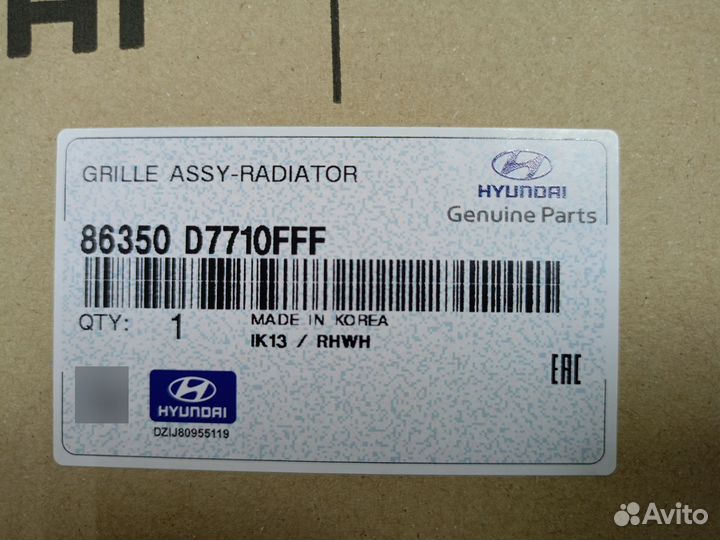 GRILLE ASSY-RADIATOR
HYUNDAI
Genuine Parts
86350 D7710FFF
QTY: 1
MADE IN KOREA
IK13 / RHWH
EAC
HYUNDAI
DZIJ80955119
Avito